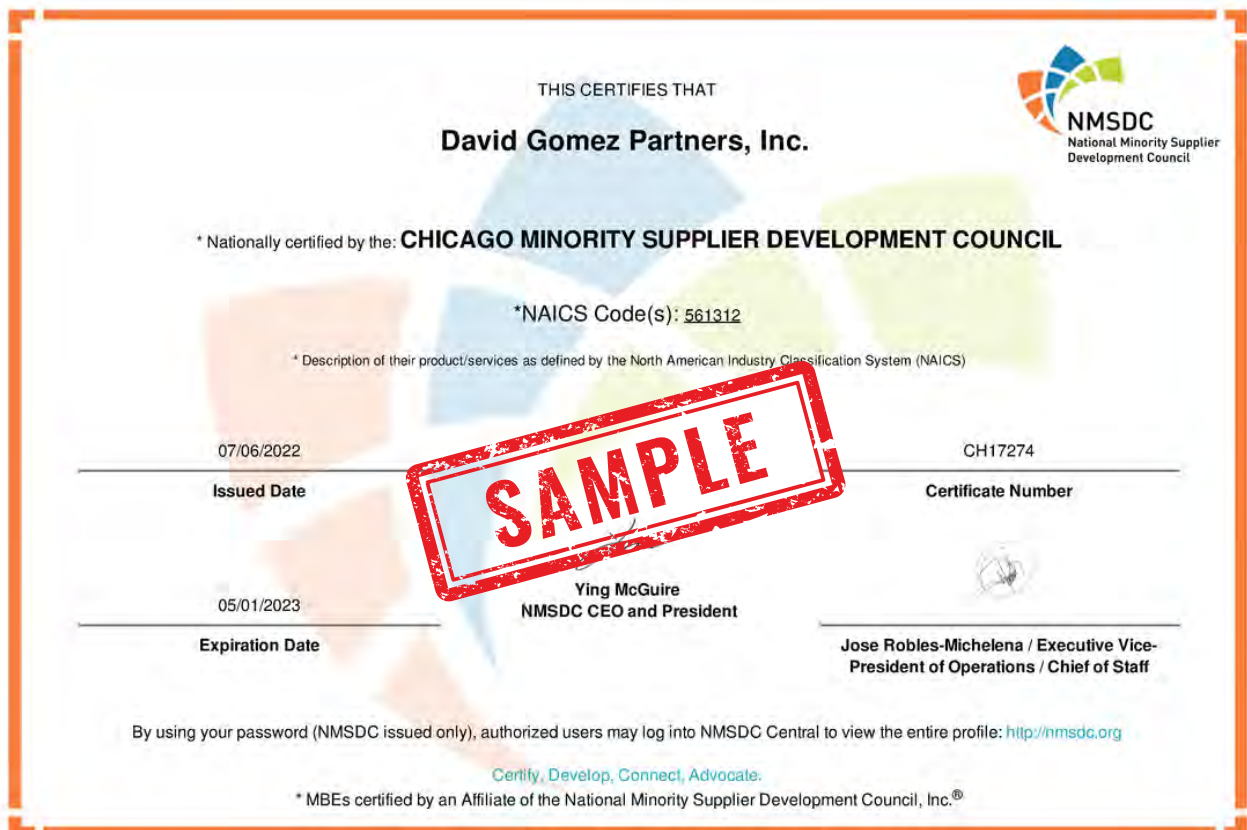 THIS CERTIFIES THAT
NMSDC
National Minority Supplier
Development Council
David Gomez Partners, Inc.
* Nationally certified by the: CHICAGO MINORITY SUPPLIER DEVELOPMENT COUNCIL
*NAICS Code(s): 561312
* Description of their product/services as defined by the North American Industry Classification System (NAICS)
SAMPLE
07/06/2022
Issued Date
CH17274
Certificate Number
05/01/2023
Expiration Date
Ying McGuire
NMSDC CEO and President
Jose Robles-Michelena / Executive Vice-
President of Operations / Chief of Staff
By using your password (NMSDC issued only), authorized users may log into NMSDC Central to view the entire profile: http://nmsdc.org
Certify, Develop, Connect, Advocate.
* MBEs certified by an Affiliate of the National Minority Supplier Development Council, Inc.®